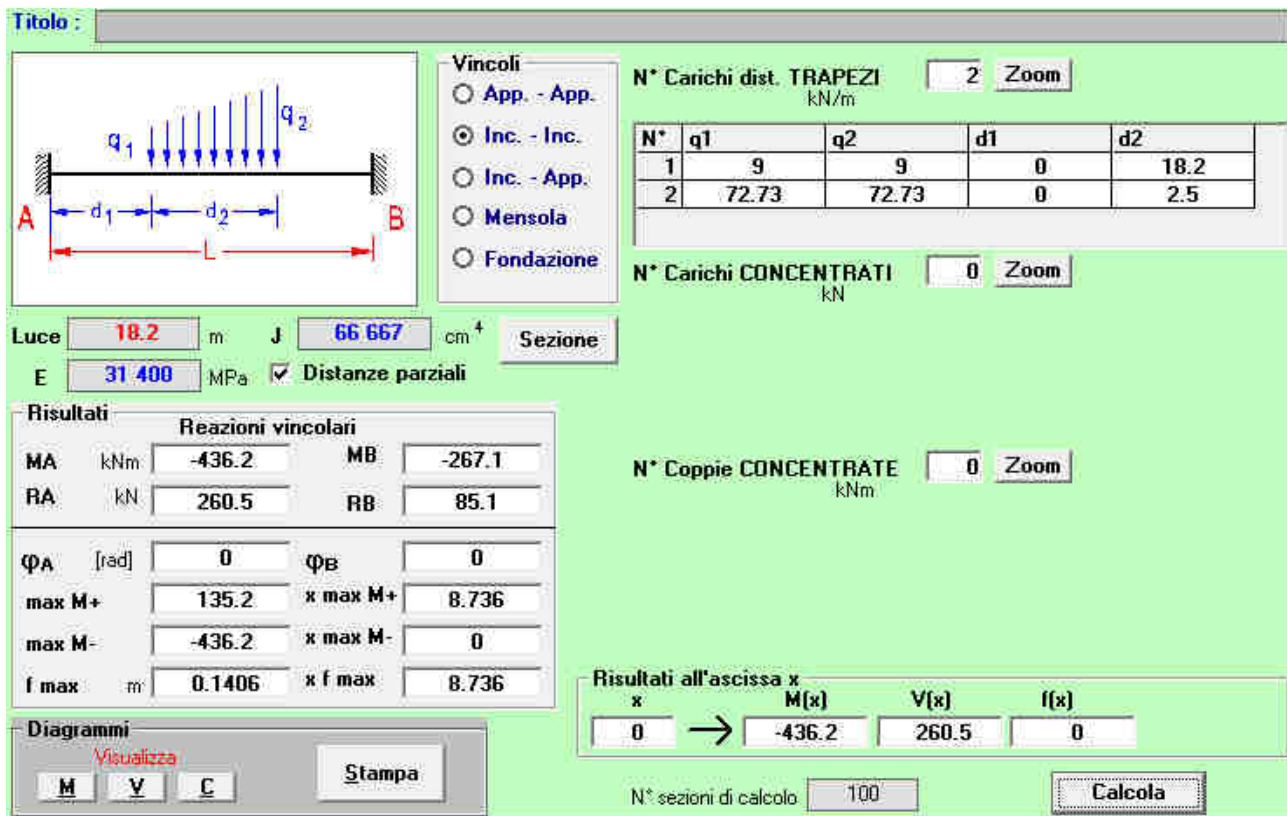 Titolo :
q1 q2
A d1 d2 B
L
Vincoli
App. - App.
Inc. - Inc.
Inc. - App.
Mensola
Fondazione
N° Carichi dist. TRAPEZI 2 Zoom
kN/m
N° q1 q2 d1 d2
1 9 9 0 18.2
2 72.73 72.73 0 2.5
N° Carichi CONCENTRATI 0 Zoom
kN
Luce 18.2 m J 66 667 cm 4 Sezione
E 31 400 MPa Distanze parziali
Risultati
Reazioni vincolari
MA kNm -436.2 MB -267.1
RA kN 260.5 RB 85.1
N° Coppie CONCENTRATE 0 Zoom
kNm
φA [rad] 0 φB 0
max M+ 135.2 x max M+ 8.736
max M- -436.2 x max M- 0
f max m 0.1406 x f max 8.736
Risultati all'ascissa x
x M(x) V(x) f(x)
0 -436.2 260.5 0
Diagrammi
Visualizza
M V C Stampa
N° sezioni di calcolo 100 Calcola